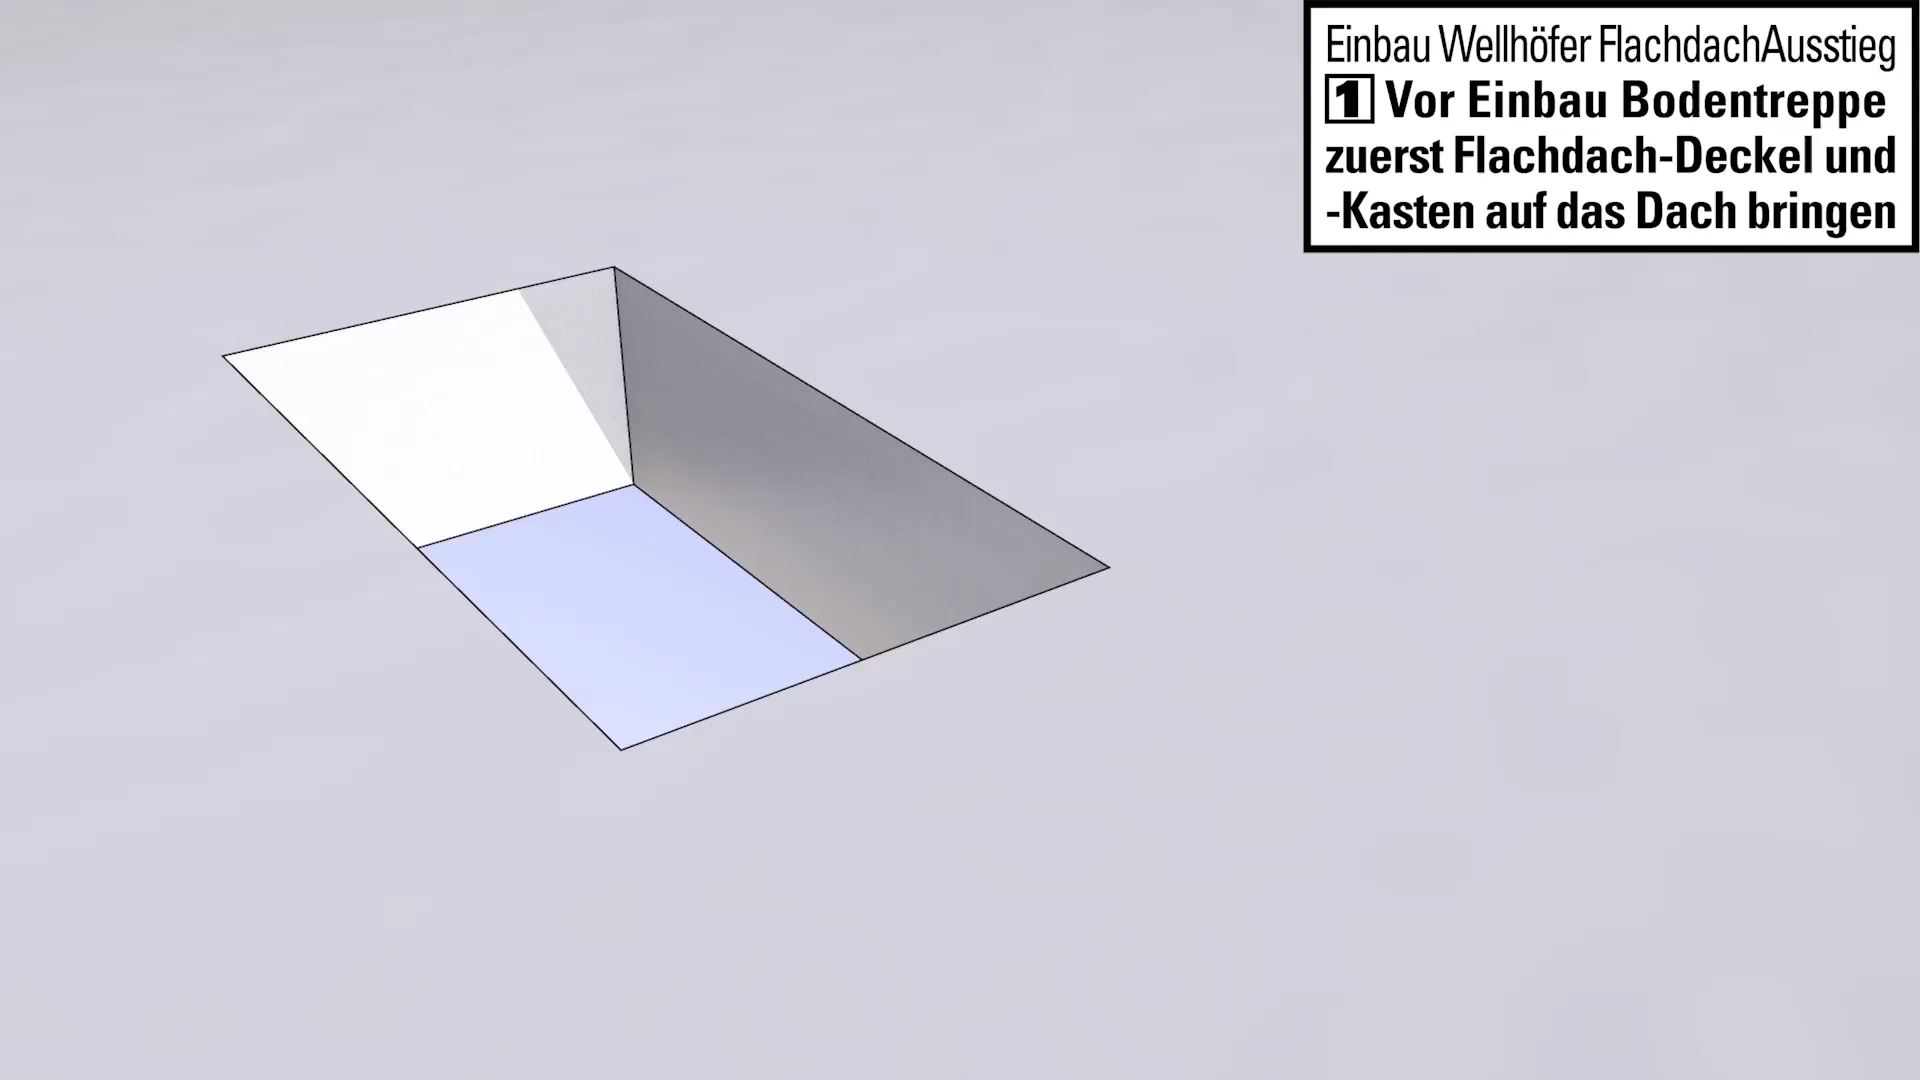 Einbau Wellhöfer FlachdachAusstieg
1 Vor Einbau Bodentreppe
zuerst Flachdach-Deckel und
-Kasten auf das Dach bringen